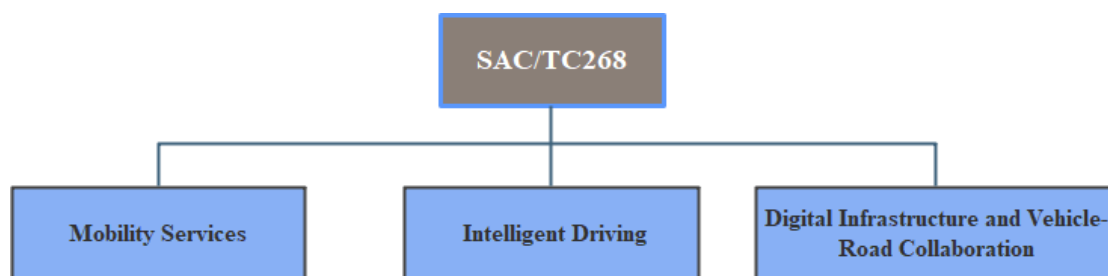 SAC/TC268
Mobility Services
Intelligent Driving
Digital Infrastructure and Vehicle-
Road Collaboration